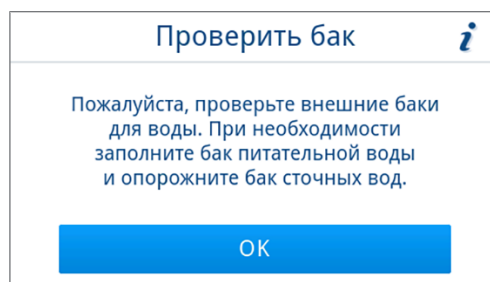 Проверить бак i
Пожалуйста, проверьте внешние баки
для воды. При необходимости
заполните бак питательной воды
и опорожните бак сточных вод.
OK